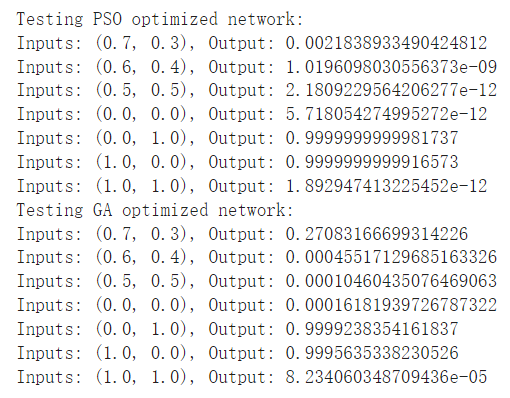 Testing PSO optimized network:
Inputs: (0.7, 0.3), Output: 0.0021838933490424812
Inputs: (0.6, 0.4), Output: 1.0196098030556373e-09
Inputs: (0.5, 0.5), Output: 2.1809229564206277e-12
Inputs: (0.0, 0.0), Output: 5.718054274995272e-12
Inputs: (0.0, 1.0), Output: 0.9999999999981737
Inputs: (1.0, 0.0), Output: 0.9999999999916573
Inputs: (1.0, 1.0), Output: 1.892947413225452e-12
Testing GA optimized network:
Inputs: (0.7, 0.3), Output: 0.27083166699314226
Inputs: (0.6, 0.4), Output: 0.00045517129685163326
Inputs: (0.5, 0.5), Output: 0.00010460435076469063
Inputs: (0.0, 0.0), Output: 0.00016181939726787322
Inputs: (0.0, 1.0), Output: 0.9999238354161837
Inputs: (1.0, 0.0), Output: 0.9995635338230526
Inputs: (1.0, 1.0), Output: 8.234060348709436e-05